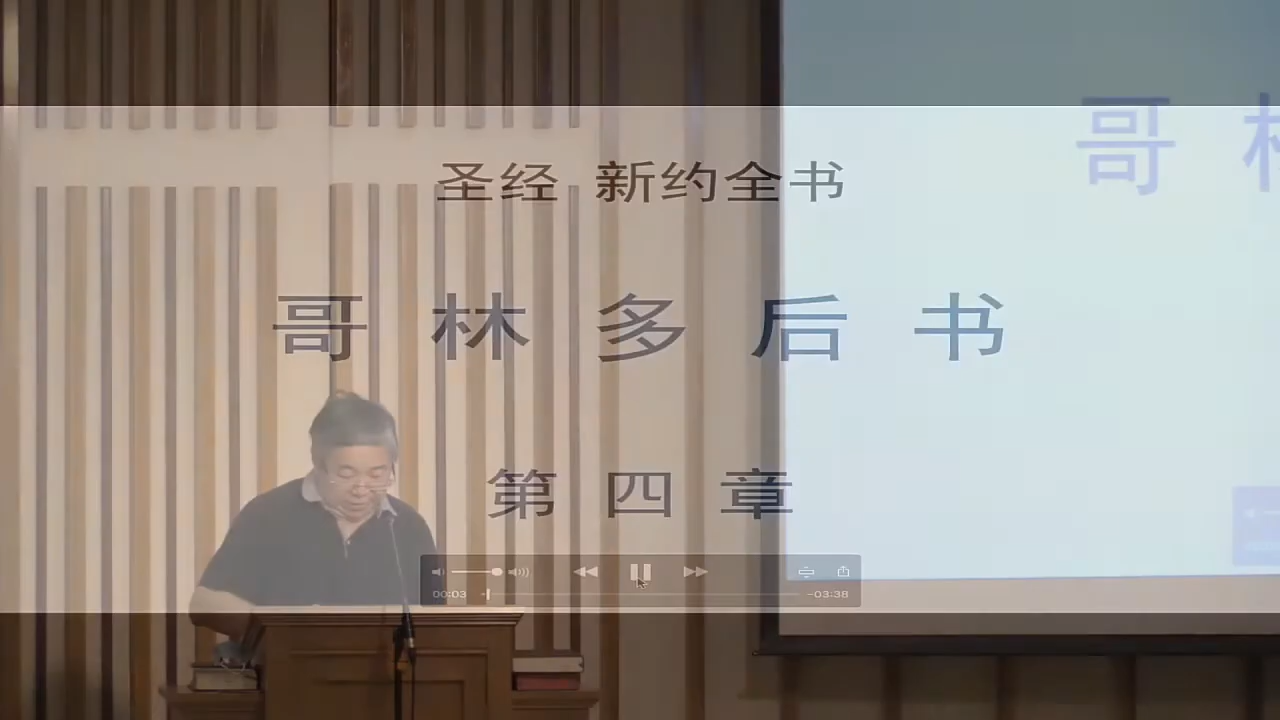 圣经 新约全书
哥 林
哥 林 多 后 书
第 四 章
00:03
-03:38